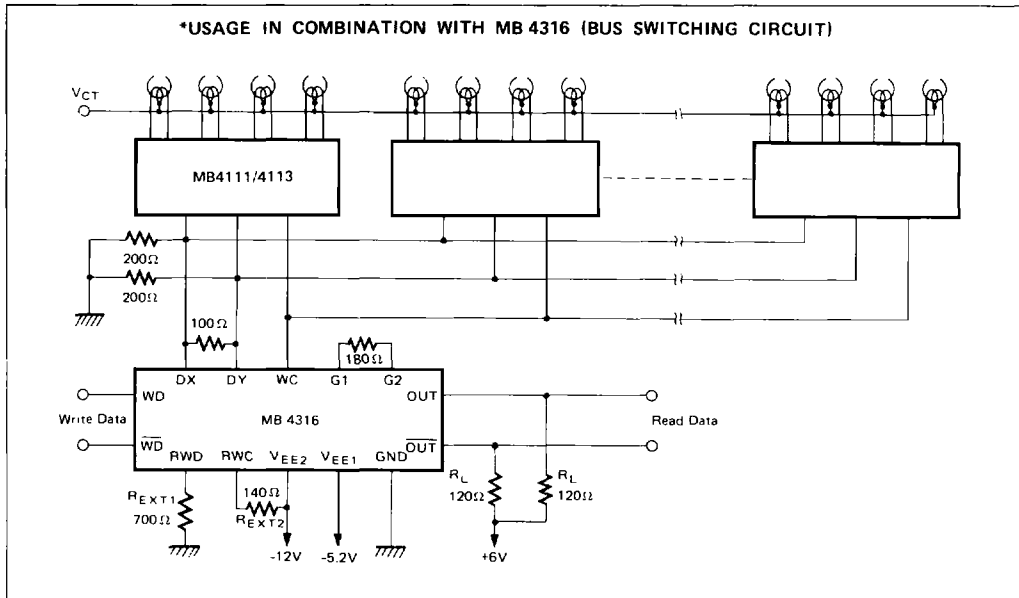 *USAGE IN COMBINATION WITH MB 4316 (BUS SWITCHING CIRCUIT)
VCT
MB4111/4113
200Ω
200Ω
100Ω
180Ω
DX DY WC G1 G2
WD OUT
Write Data MB 4316 Read Data
WD OUT
RWD RWC VEE2 VEE1 GND
REXT1
700Ω
140Ω
REXT2
RL
120Ω
RL
120Ω
-12V -5.2V +6V